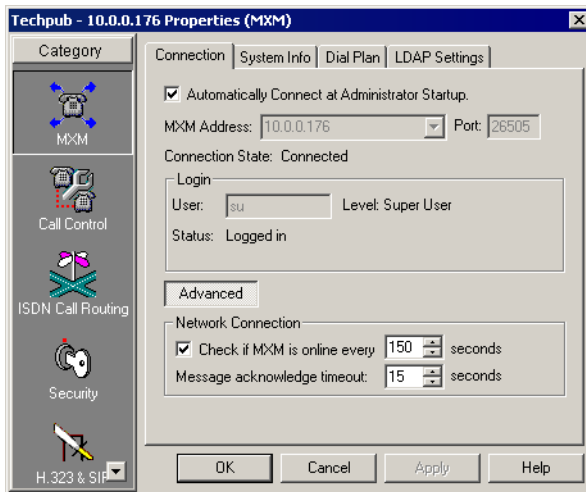 Techpub - 10.0.0.176 Properties (MXM)
Category
MXM
Call Control
ISDN Call Routing
Security
H.323 & SIP
Connection
System Info
Dial Plan
LDAP Settings
Automatically Connect at Administrator Startup.
MXM Address: 10.0.0.176 Port: 26505
Connection State: Connected
Login
User: su Level: Super User
Status: Logged in
Advanced
Network Connection
Check if MXM is online every 150 seconds
Message acknowledge timeout: 15 seconds
OK
Cancel
Apply
Help